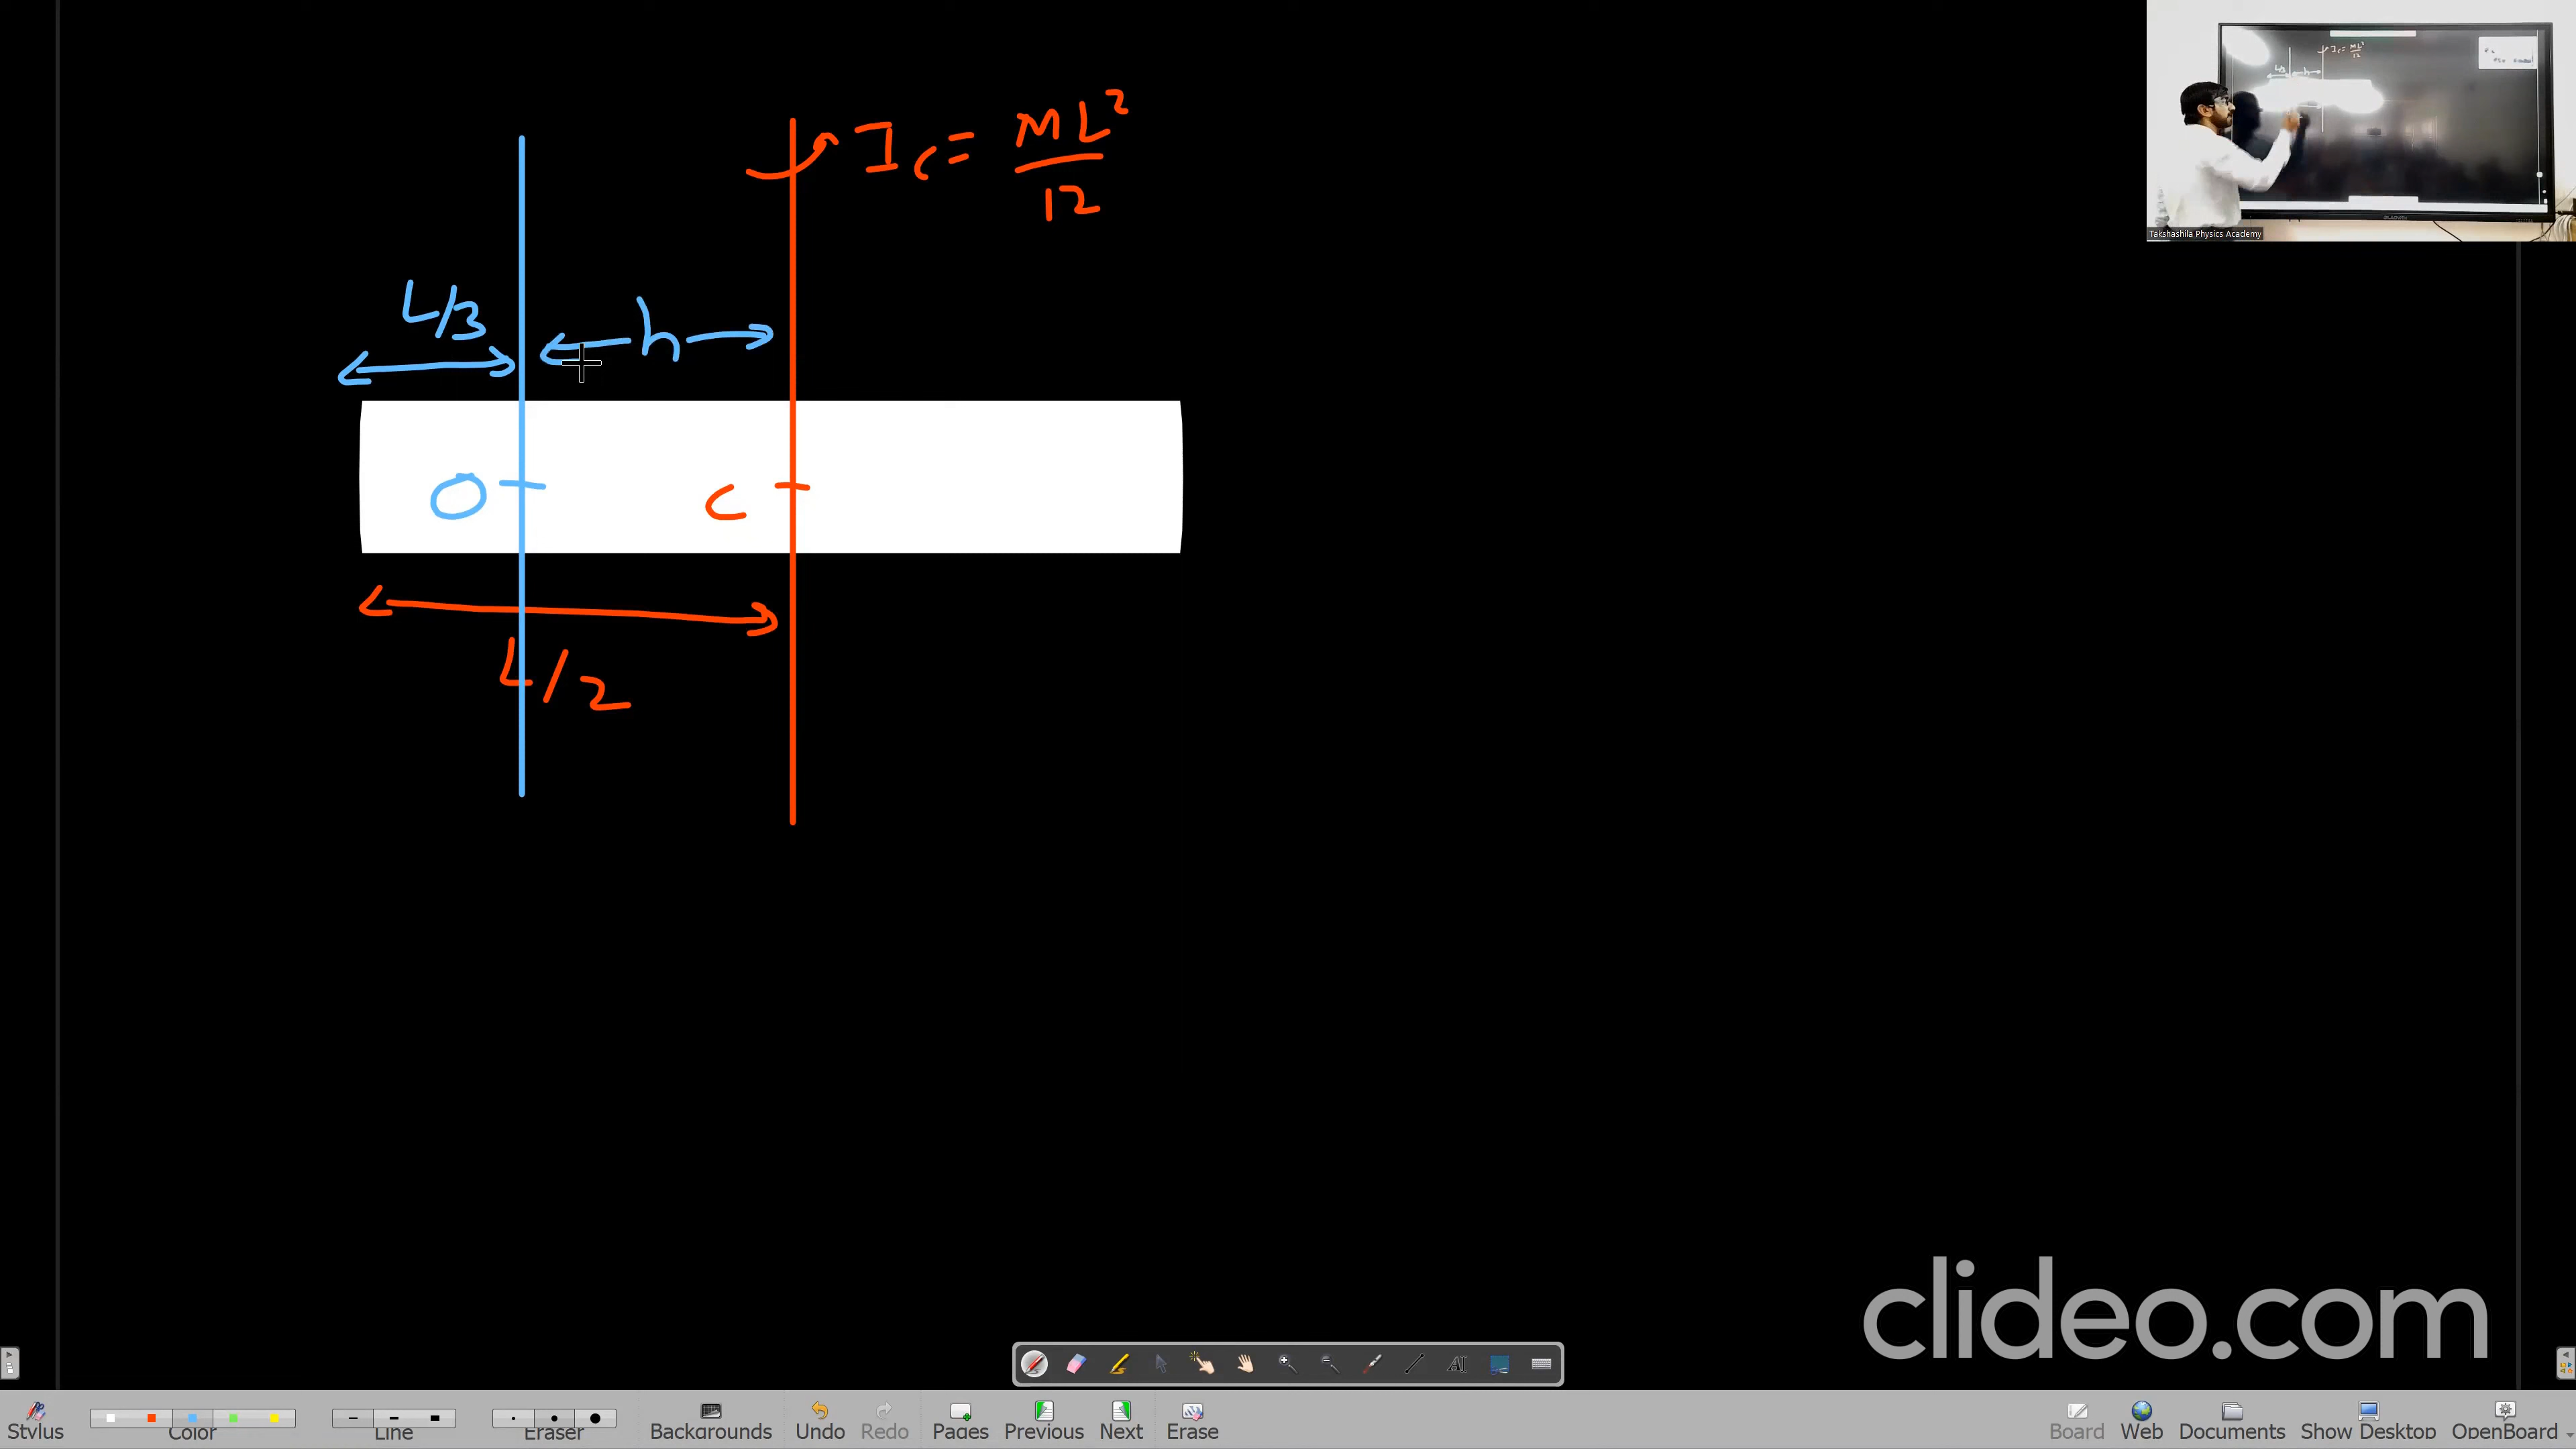 I_C = ML²/12
L/3
h
O
C
L/2
Takshashila Physics Academy
clideo.com
Stylus
Color
Line
Eraser
Backgrounds
Undo
Redo
Pages
Previous
Next
Erase
Board
Web
Documents
Show Desktop
OpenBoard
AI